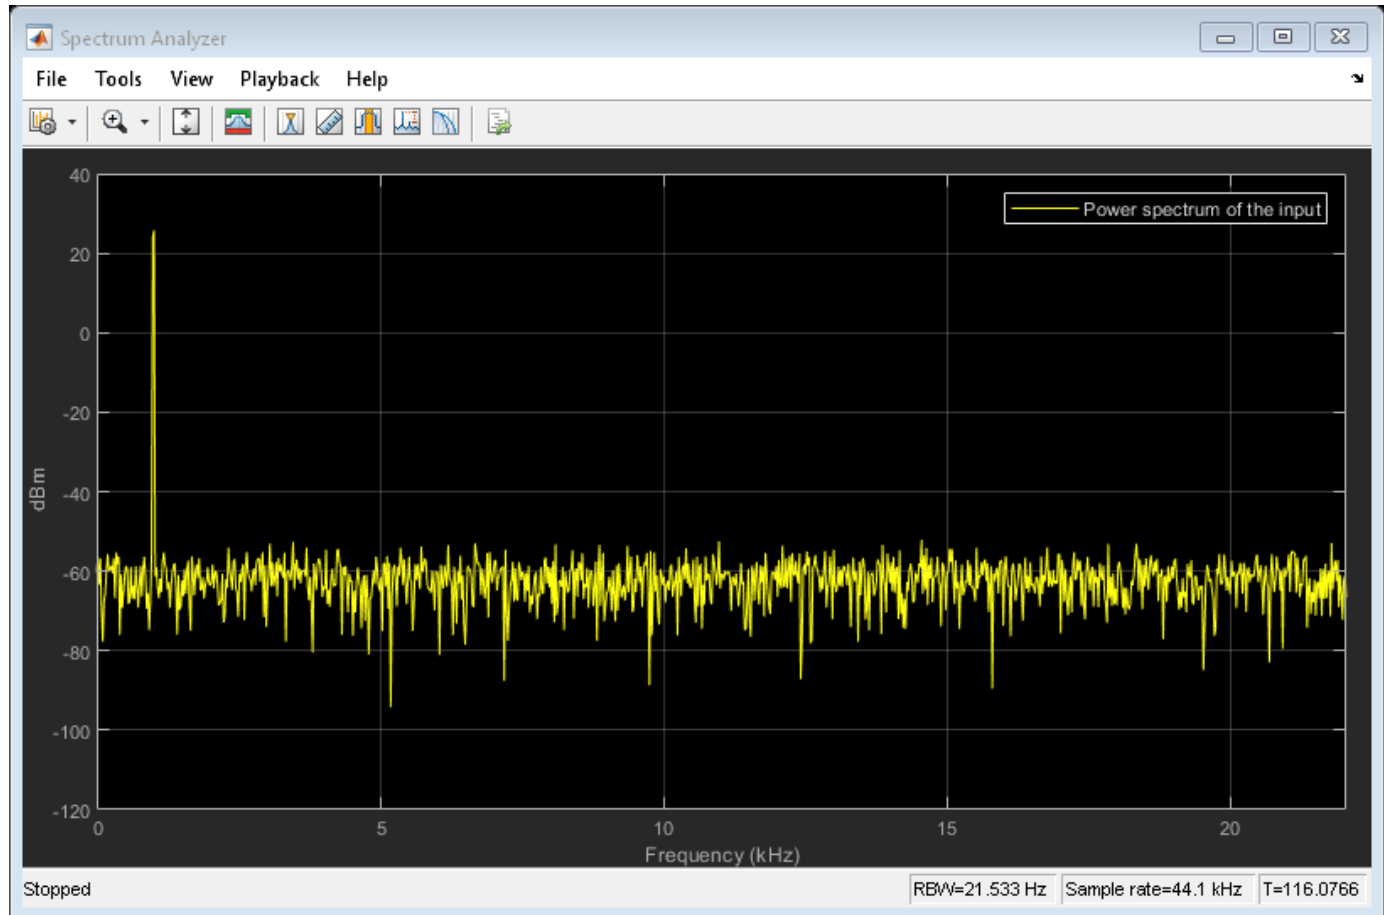 Spectrum Analyzer
File Tools View Playback Help
40
20
0
-20
-40
-60
-80
-100
-120
dBm
Power spectrum of the input
0 5 10 15 20
Frequency (kHz)
Stopped RBW=21.533 Hz Sample rate=44.1 kHz T=116.0766